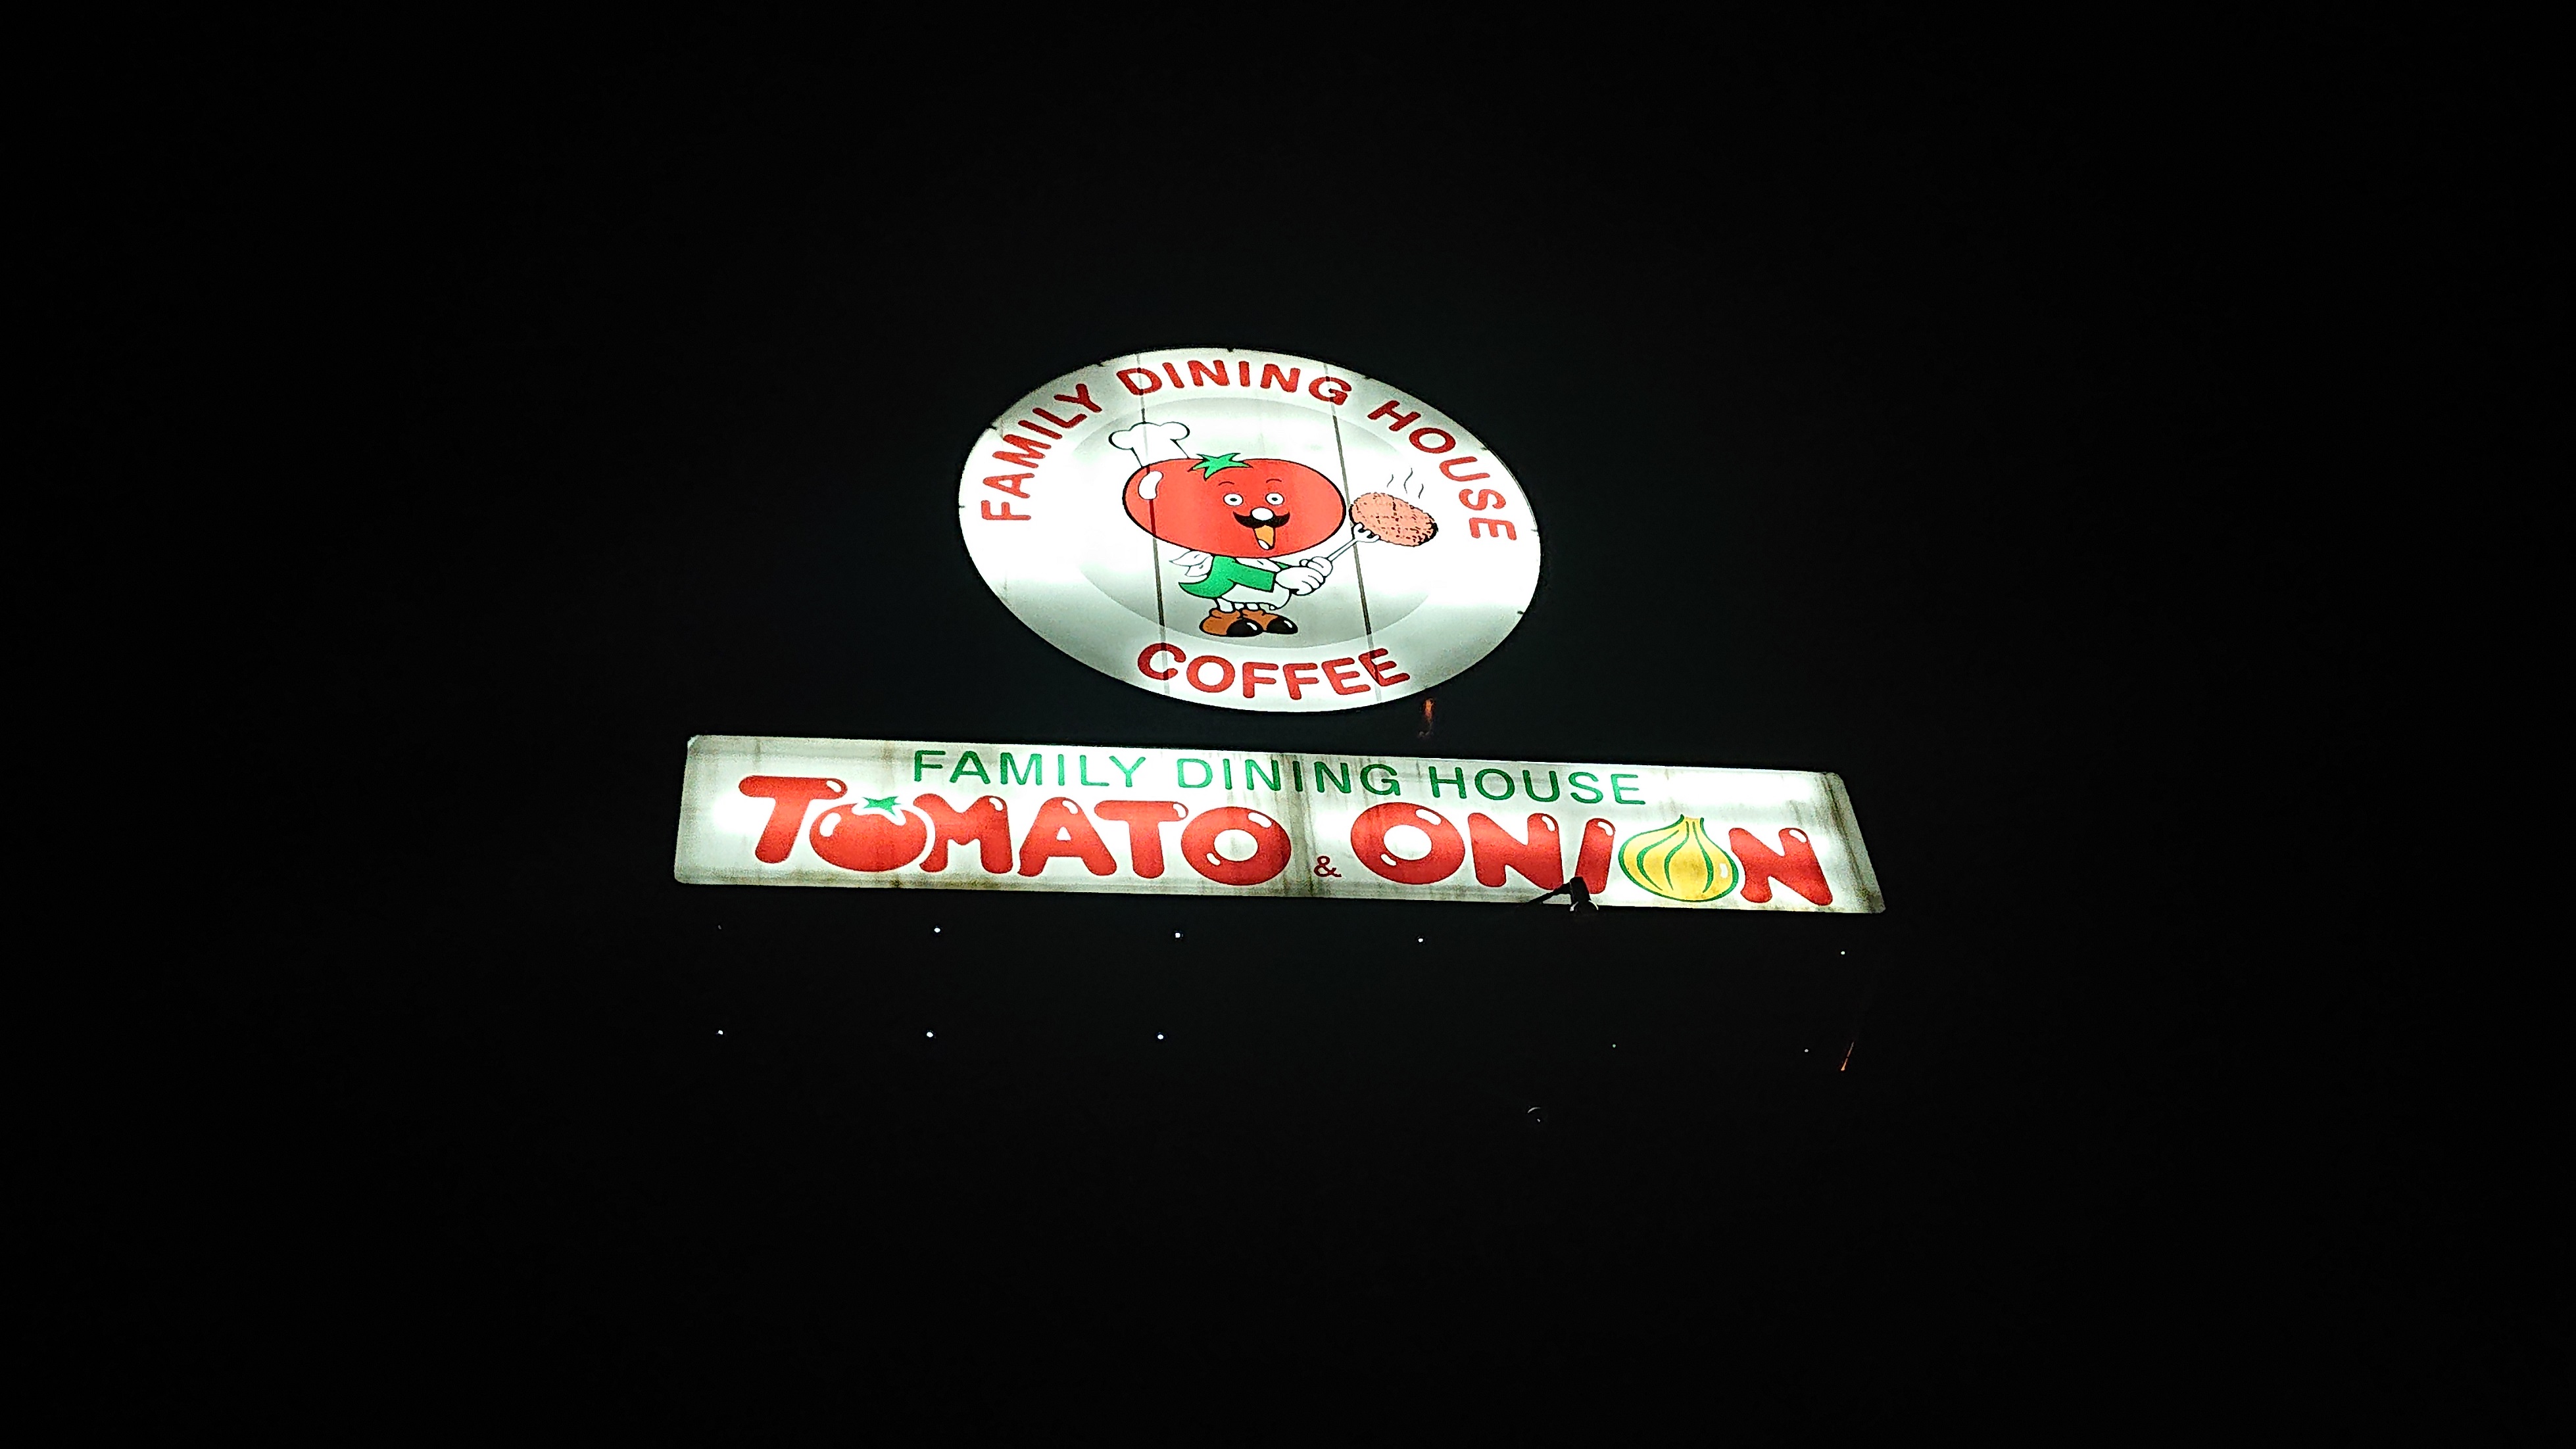 FAMILY DINING HOUSE
COFFEE
FAMILY DINING HOUSE
TOMATO & ONION